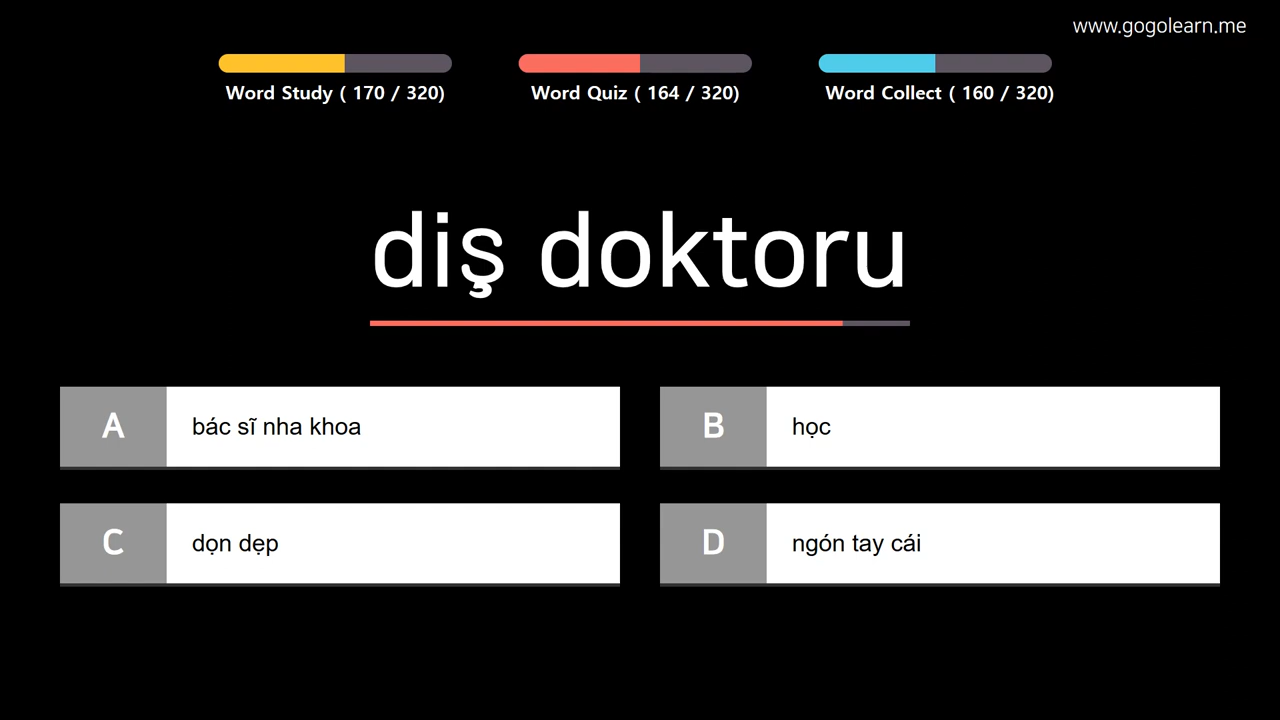 www.gogolearn.me
Word Study ( 170 / 320)
Word Quiz ( 164 / 320)
Word Collect ( 160 / 320)
diş doktoru
A
bác sĩ nha khoa
B
học
C
dọn dẹp
D
ngón tay cái